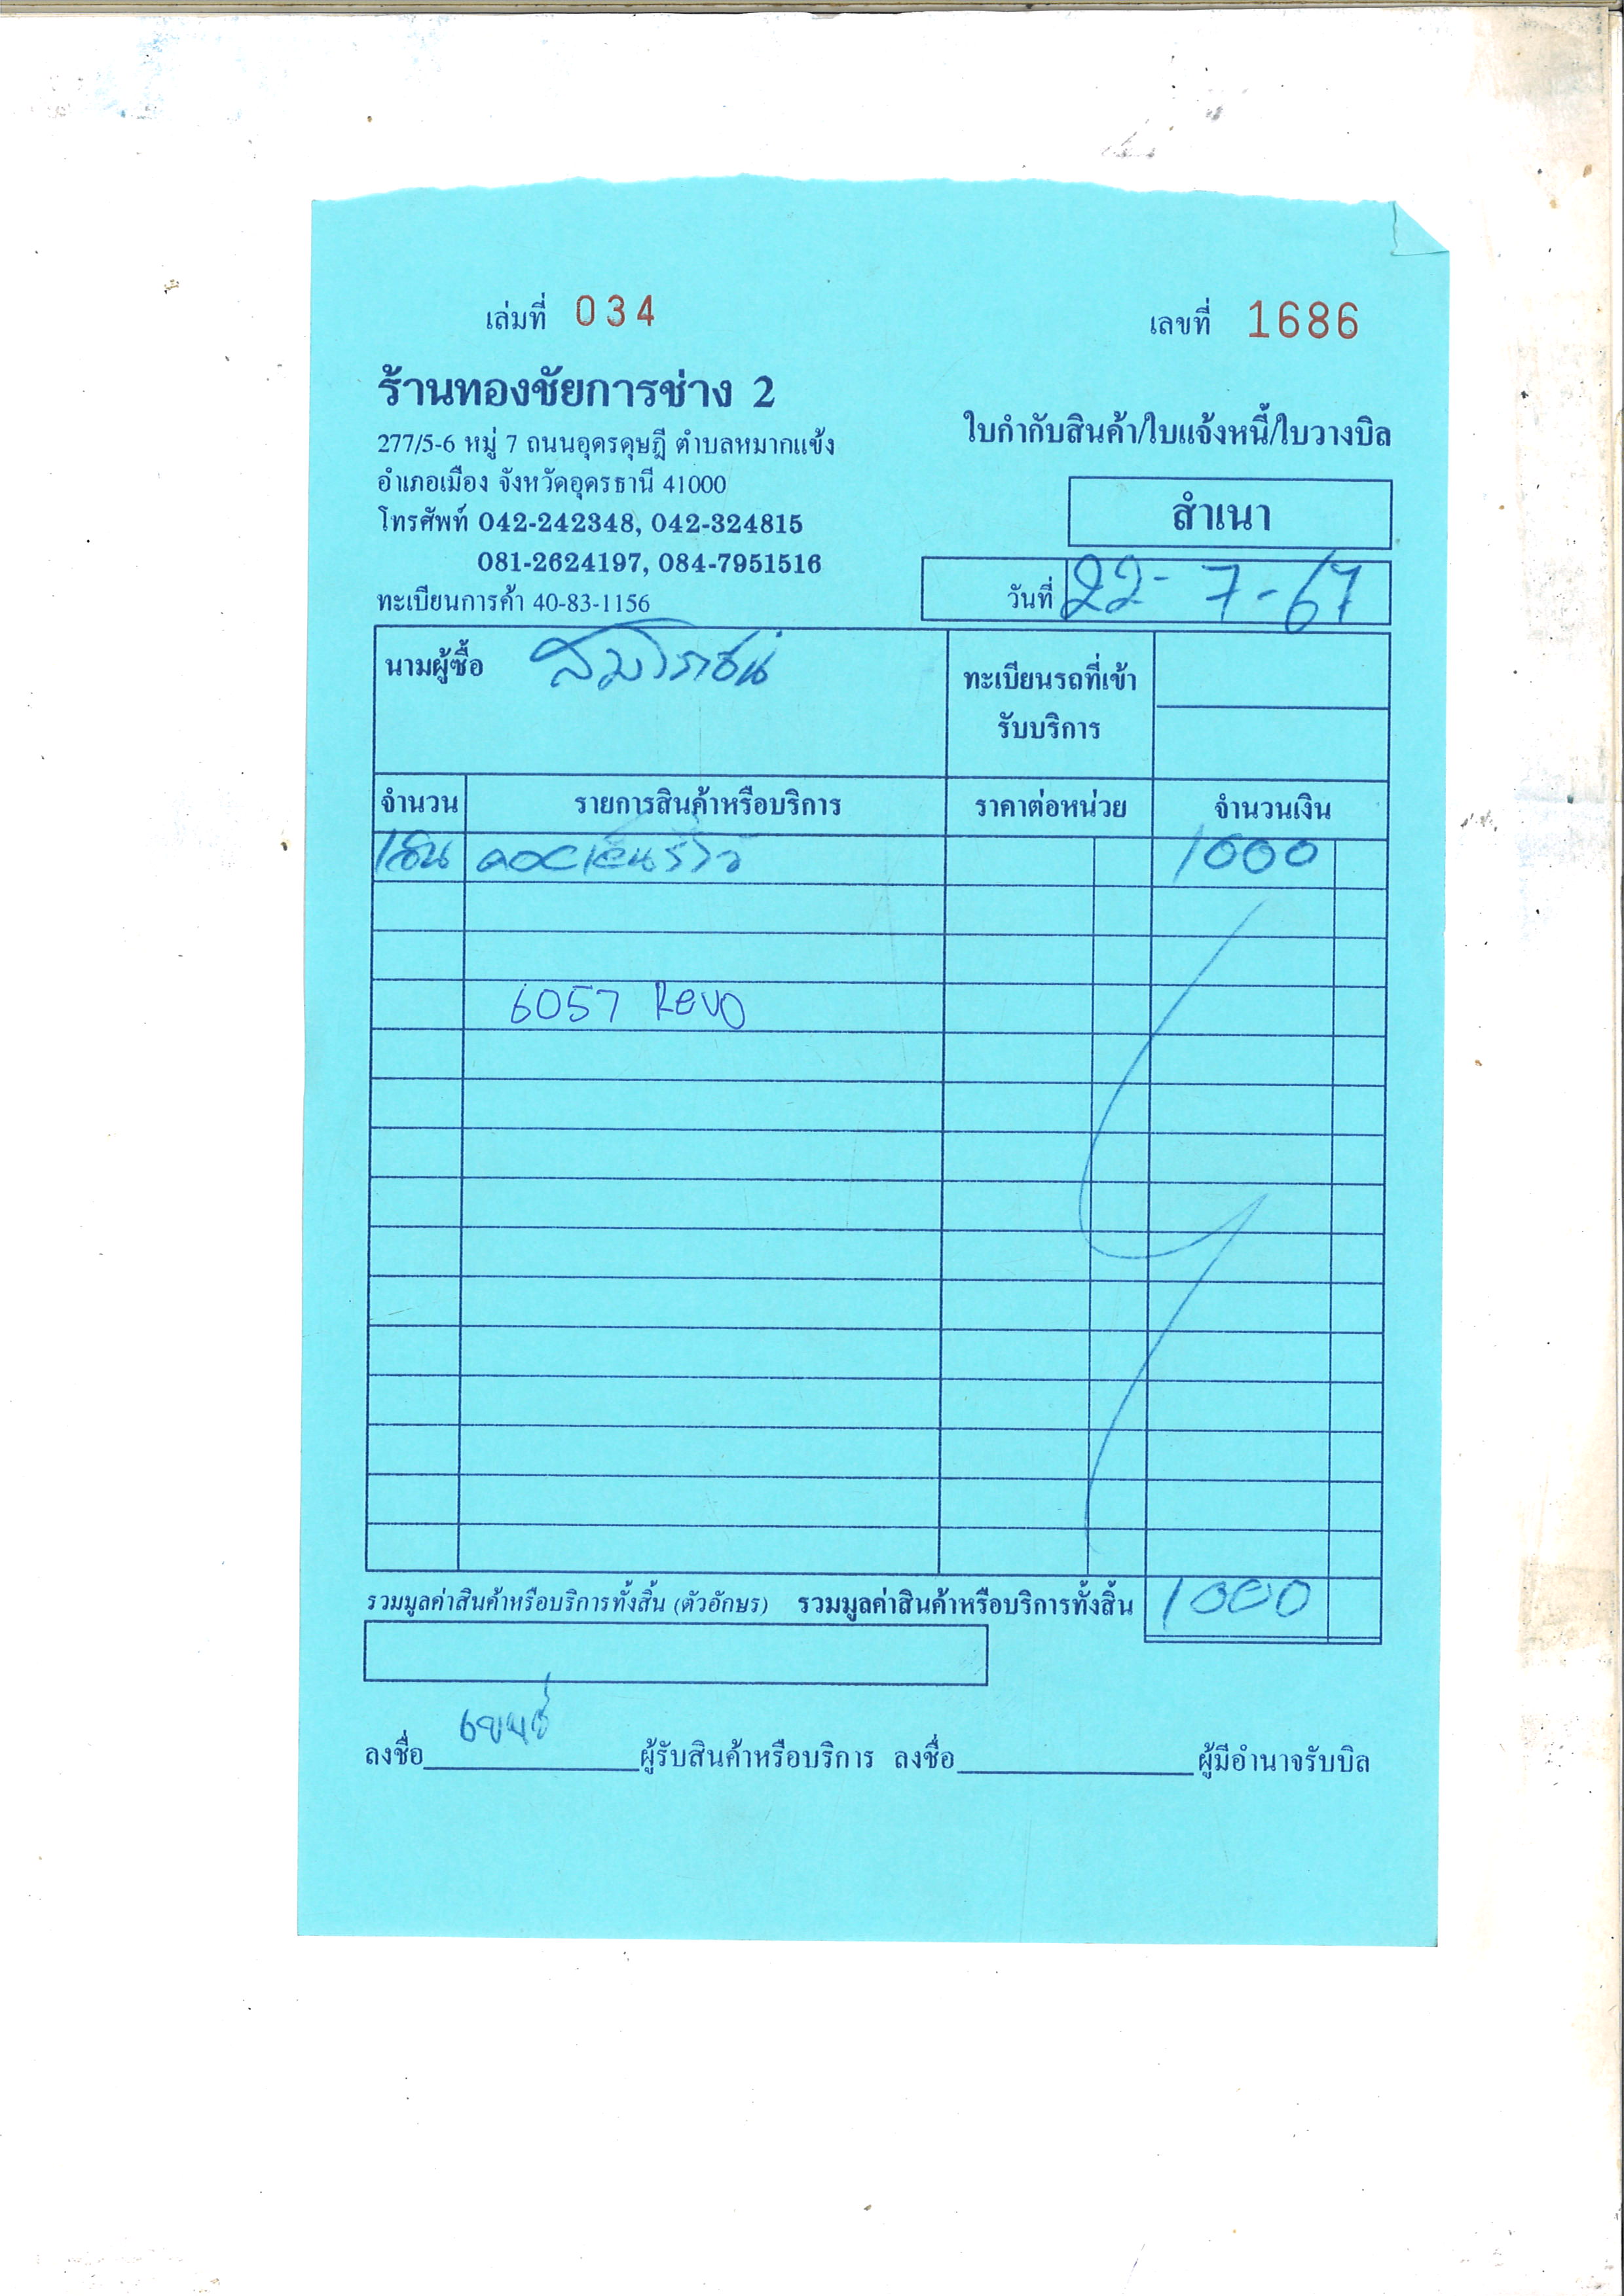 เล่มที่ 034
เลขที่ 1686
ร้านทองชัยการช่าง 2
277/5-6 หมู่ 7 ถนนอุดรดุษฎี ตำบลหมากแข้ง
อำเภอเมือง จังหวัดอุดรธานี 41000
โทรศัพท์ 042-242348, 042-324815
081-2624197, 084-7951516
ทะเบียนการค้า 40-83-1156
ใบกำกับสินค้า/ใบแจ้งหนี้/ใบวางบิล
สำเนา
วันที่ 22-7-67
นามผู้ซื้อ
ทะเบียนรถที่เข้า
รับบริการ
จำนวน รายการสินค้าหรือบริการ ราคาต่อหน่วย จำนวนเงิน
1เส้น 1000
6057 Revo
รวมมูลค่าสินค้าหรือบริการทั้งสิ้น (ตัวอักษร) รวมมูลค่าสินค้าหรือบริการทั้งสิ้น 1000
ลงชื่อ ผู้รับสินค้าหรือบริการ ลงชื่อ ผู้มีอำนาจรับบิล